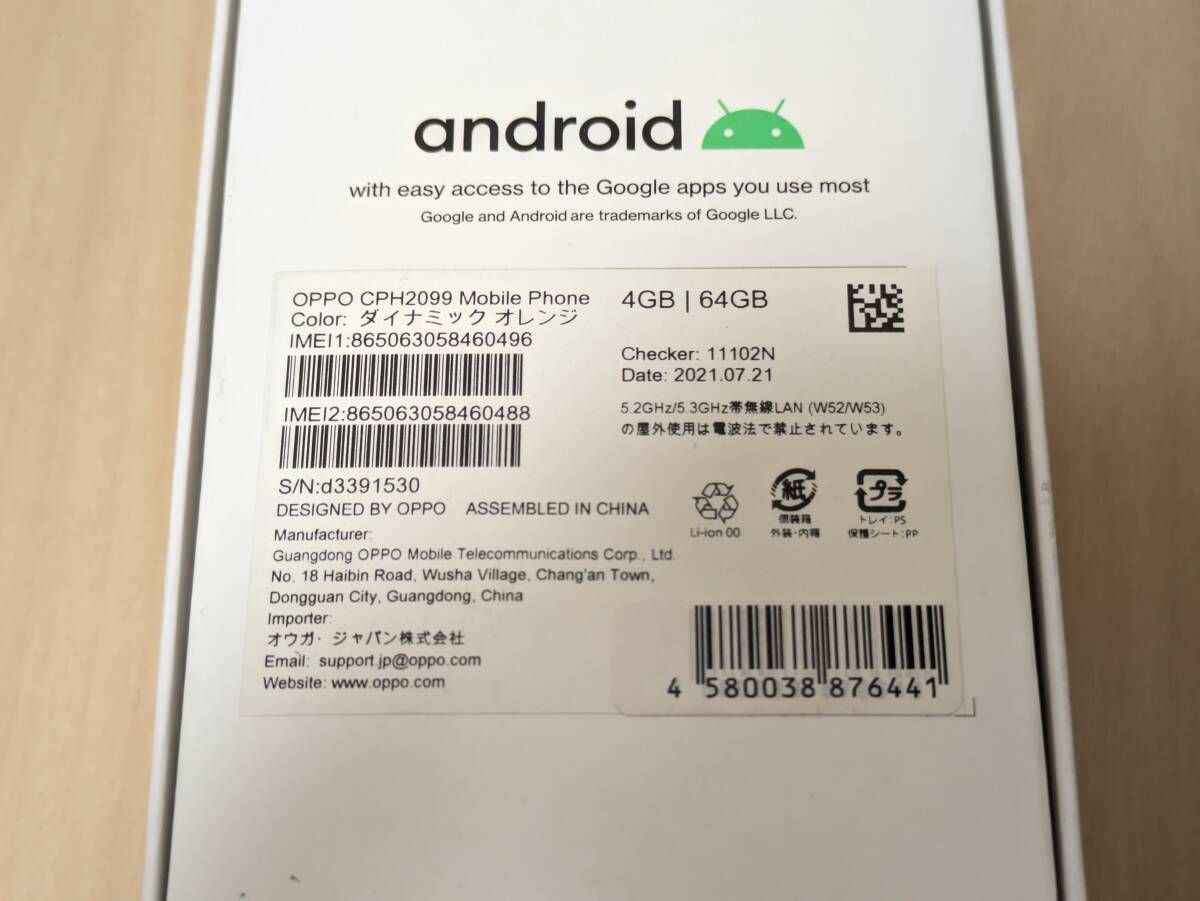 android
with easy access to the Google apps you use most
Google and Android are trademarks of Google LLC.
OPPO CPH2099 Mobile Phone
4GB | 64GB
Color: ダイナミック オレンジ
IMEI1:865063058460496
IMEI2:865063058460488
S/N:d3391530
DESIGNED BY OPPO ASSEMBLED IN CHINA
Checker: 11102N
Date: 2021.07.21
5.2GHz/5.3GHz帯無線LAN (W52/W53)
の屋外使用は電波法で禁止されています。
Li-ion 00
紙
個装箱
外装・内箱
プラ
トレイ:PS
保護シート:PP
Manufacturer:
Guangdong OPPO Mobile Telecommunications Corp., Ltd.
No. 18 Haibin Road, Wusha Village, Chang'an Town,
Dongguan City, Guangdong, China
Importer:
オウガ・ジャパン株式会社
Email: support.jp@oppo.com
Website: www.oppo.com
4 580038 876441